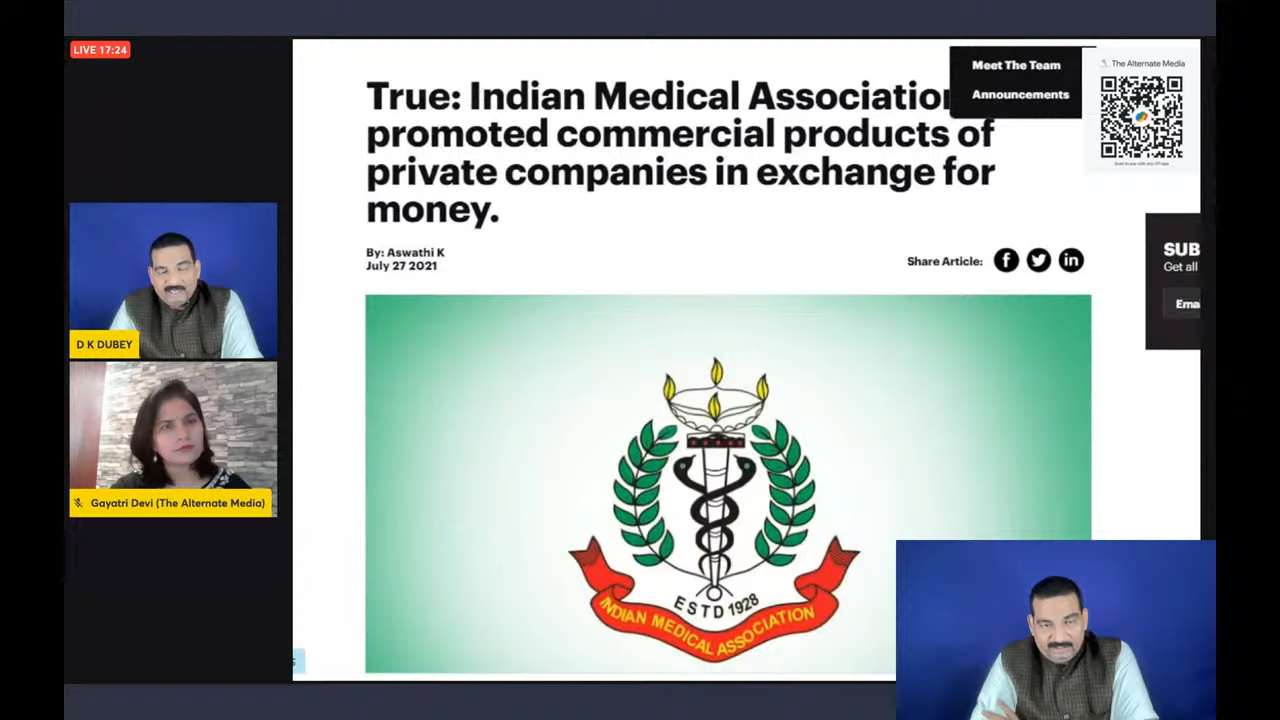 LIVE 17:24
True: Indian Medical Association
promoted commercial products of
private companies in exchange for
money.
Meet The Team
Announcements
The Alternate Media
By: Aswathi K
July 27 2021
Share Article:
SUB
Get all
Ema
D K DUBEY
Gayatri Devi (The Alternate Media)
ESTD 1928
INDIAN MEDICAL ASSOCIATION